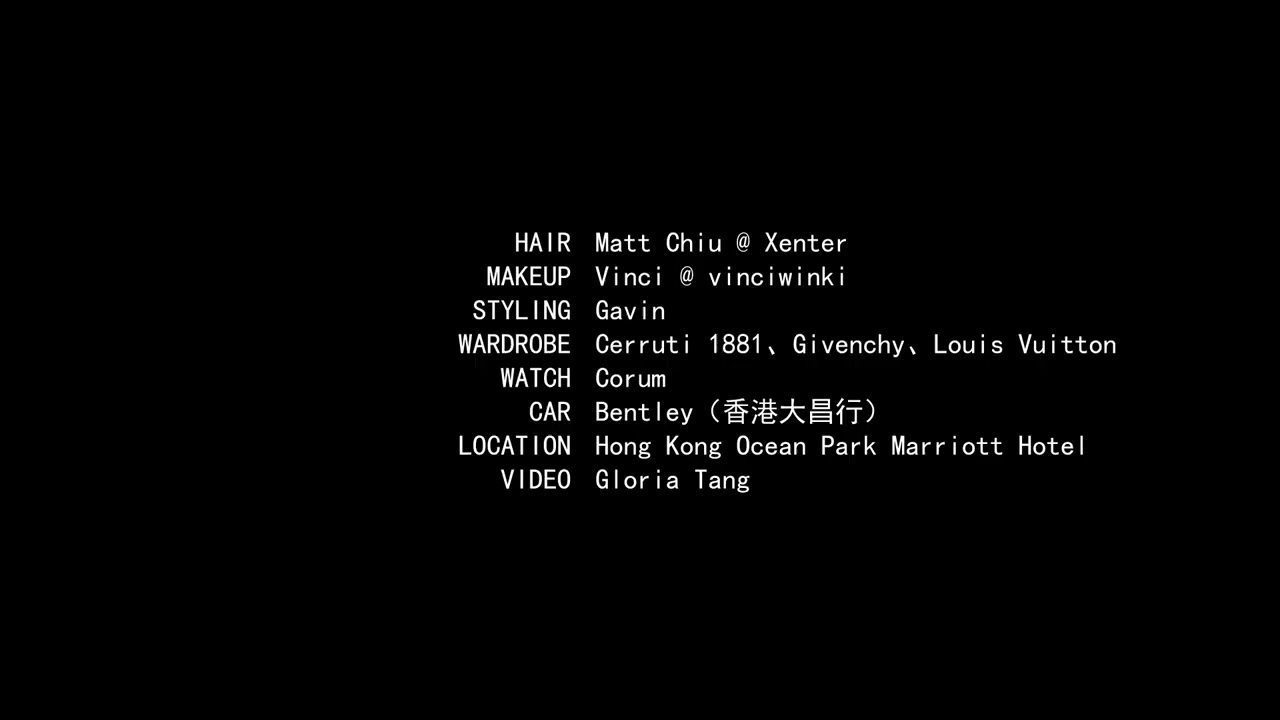 HAIR Matt Chiu @ Xenter
MAKEUP Vinci @ vinciwinki
STYLING Gavin
WARDROBE Cerruti 1881、Givenchy、Louis Vuitton
WATCH Corum
CAR Bentley（香港大昌行）
LOCATION Hong Kong Ocean Park Marriott Hotel
VIDEO Gloria Tang